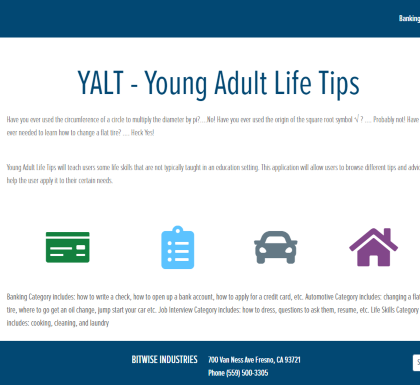 Banking
YALT - Young Adult Life Tips
Have you ever used the circumference of a circle to multiply the diameter by pi?....No! Have you ever used the origin of the square root symbol √ ? .... Probably not! Have
ever needed to learn how to change a flat tire? .... Heck Yes!
Young Adult Life Tips will teach users some life skills that are not typically taught in an education setting. This application will allow users to browse different tips and advi
help the user apply it to their certain needs.
Banking Category includes: how to write a check, how to open up a bank account, how to apply for a credit card, etc. Automotive Category includes: changing a fla
tire, where to go get an oil change, jump start your car etc. Job Interview Category includes: how to dress, questions to ask them, resume, etc. Life Skills Category
includes: cooking, cleaning, and laundry
BITWISE INDUSTRIES 700 Van Ness Ave Fresno, CA 93721
Phone (559) 500-3305